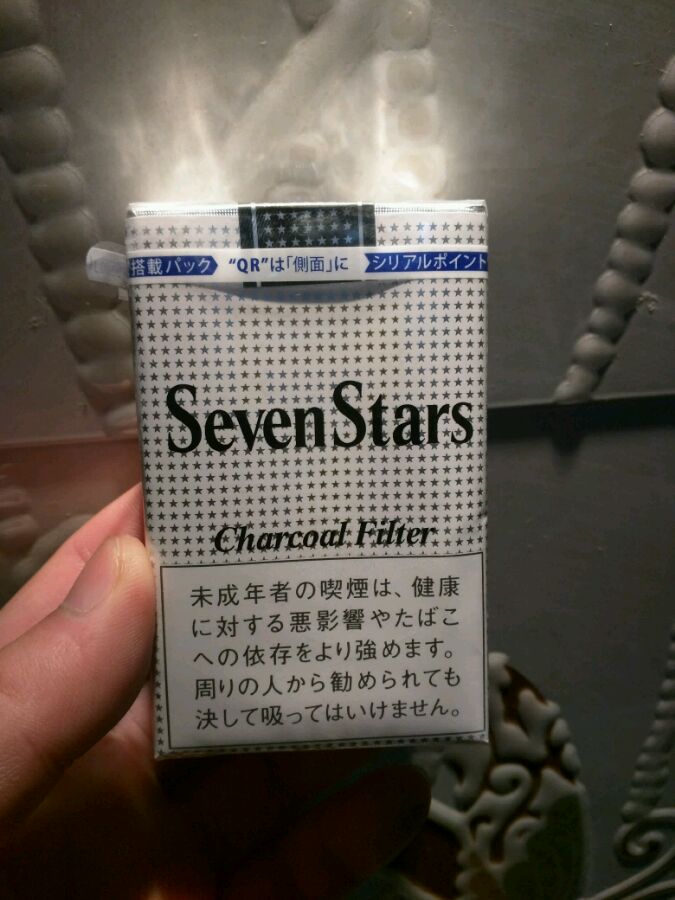 搭載パック "QR"は「側面」に シリアルポイント
Seven Stars
Charcoal Filter
未成年者の喫煙は、健康
に対する悪影響やたばこ
への依存をより強めます。
周りの人から勧められても
決して吸ってはいけません。